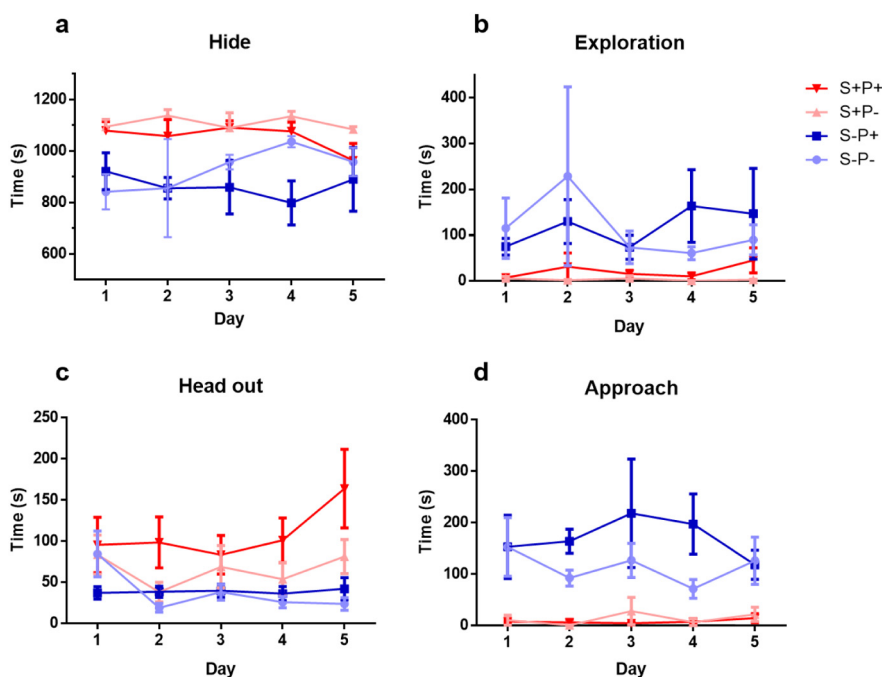 a
Hide
Time (s)
1200
1000
800
600
1 2 3 4 5
Day
b
Exploration
Time (s)
400
300
200
100
0
1 2 3 4 5
Day
S+P+
S+P-
S-P+
S-P-
c
Head out
Time (s)
250
200
150
100
50
0
1 2 3 4 5
Day
d
Approach
Time (s)
400
300
200
100
0
1 2 3 4 5
Day